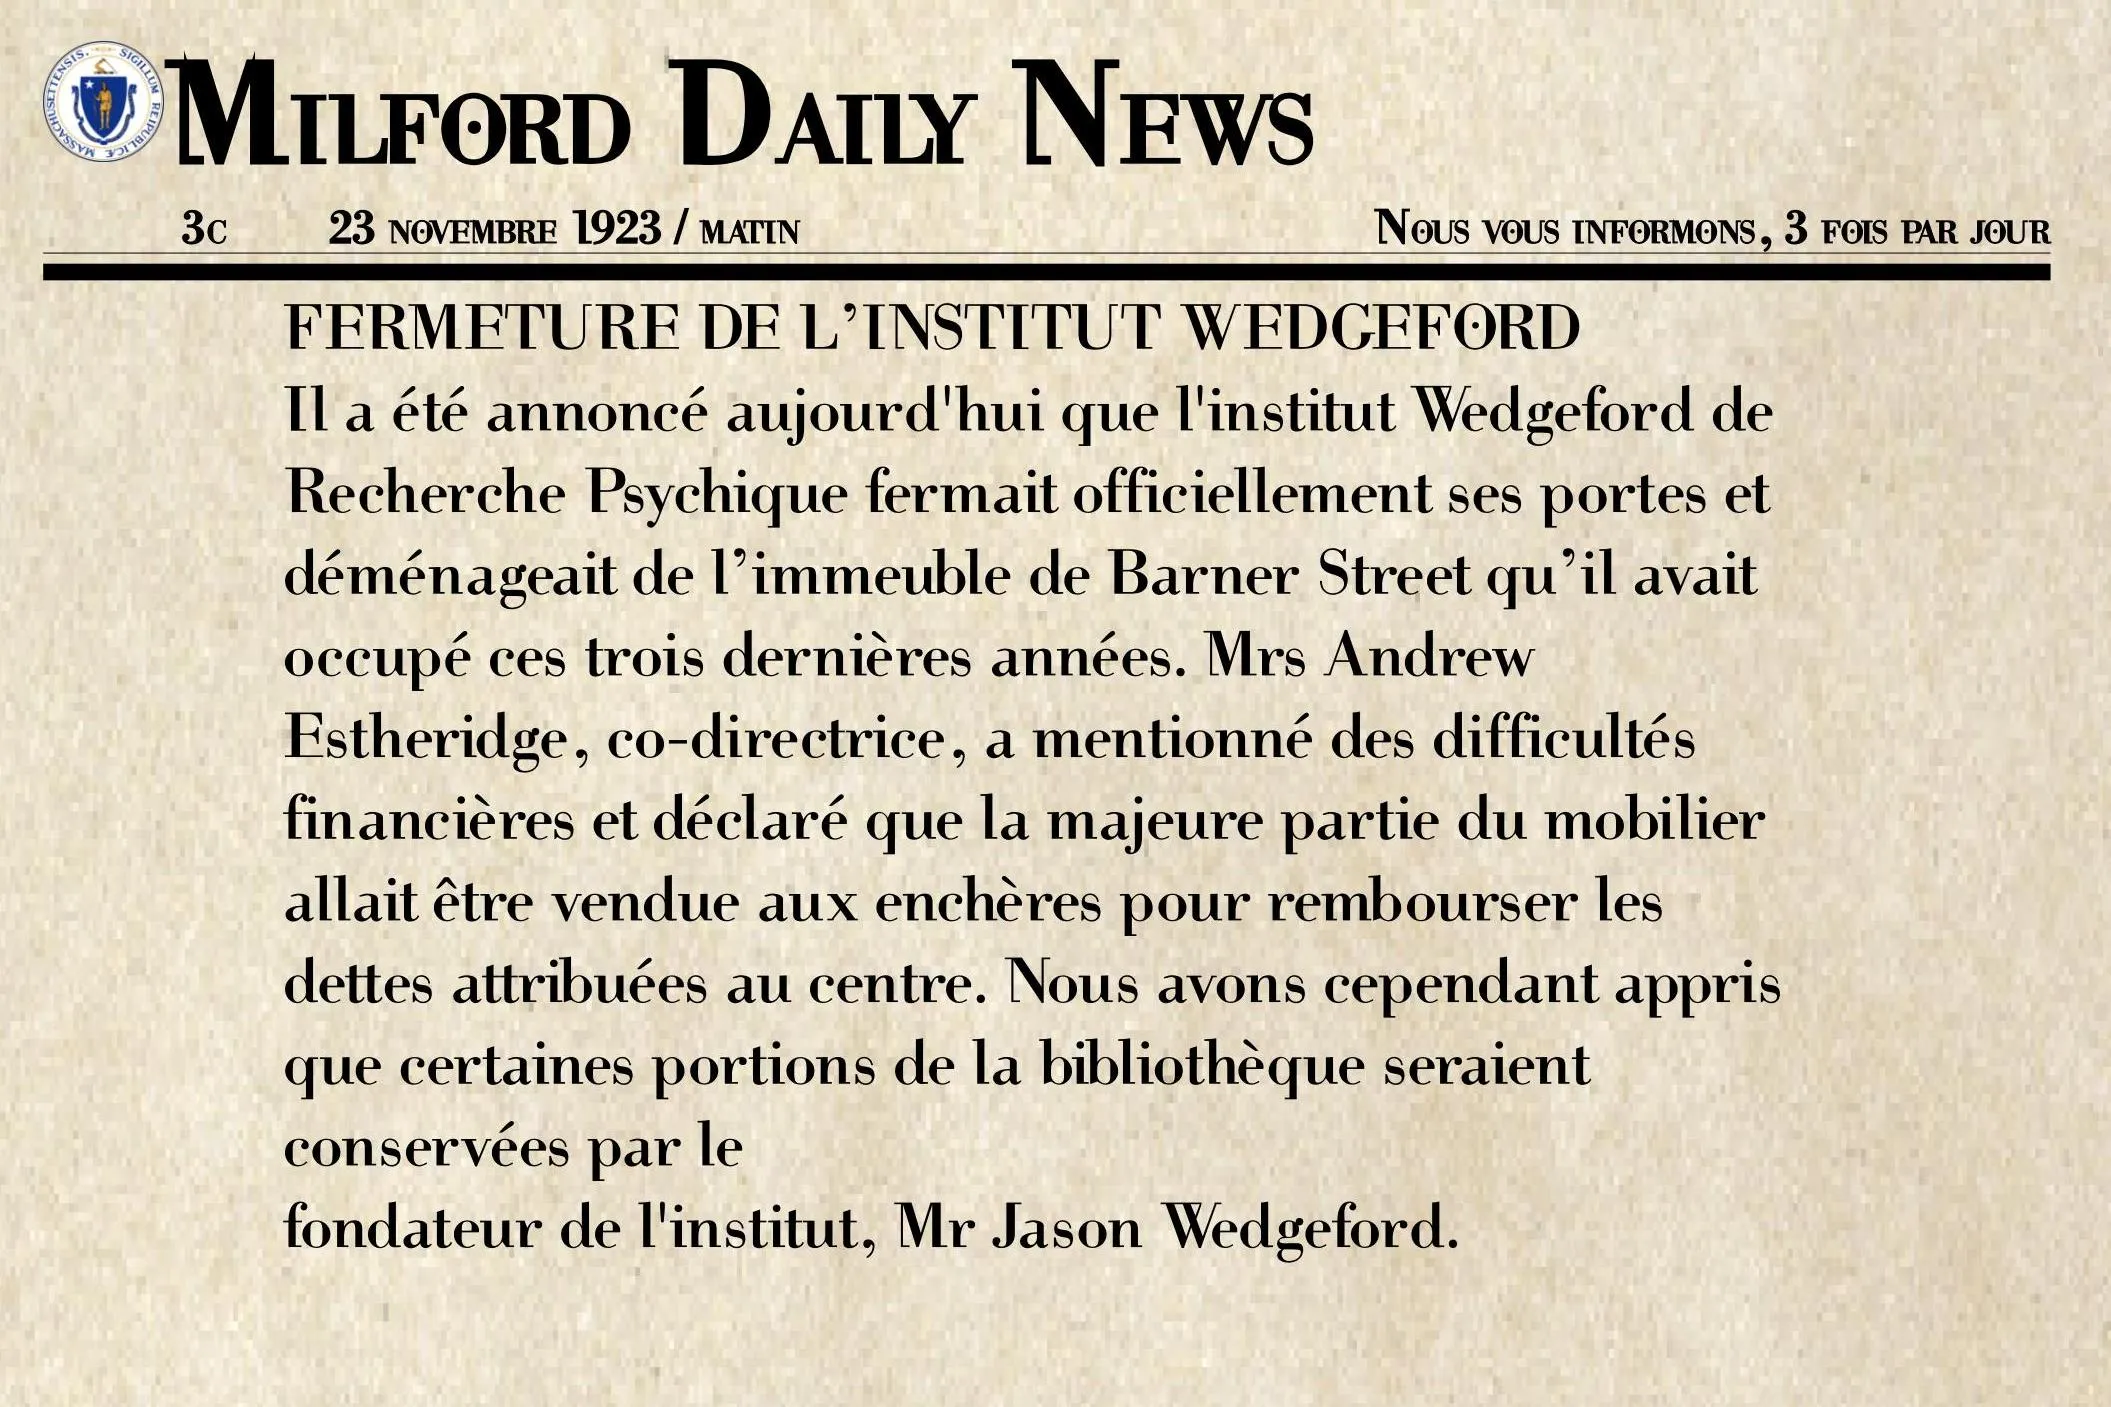 SIGILLUM REIPUBLICÆ MASSACHUSETTENSIS.
MILFORD DAILY NEWS
3C 23 NOVEMBRE 1923 / MATIN NOUS VOUS INFORMONS, 3 FOIS PAR JOUR
FERMETURE DE L’INSTITUT WEDGEFORD
Il a été annoncé aujourd'hui que l'institut Wedgeford de
Recherche Psychique fermait officiellement ses portes et
déménageait de l’immeuble de Barner Street qu’il avait
occupé ces trois dernières années. Mrs Andrew
Estheridge, co-directrice, a mentionné des difficultés
financières et déclaré que la majeure partie du mobilier
allait être vendue aux enchères pour rembourser les
dettes attribuées au centre. Nous avons cependant appris
que certaines portions de la bibliothèque seraient
conservées par le
fondateur de l'institut, Mr Jason Wedgeford.